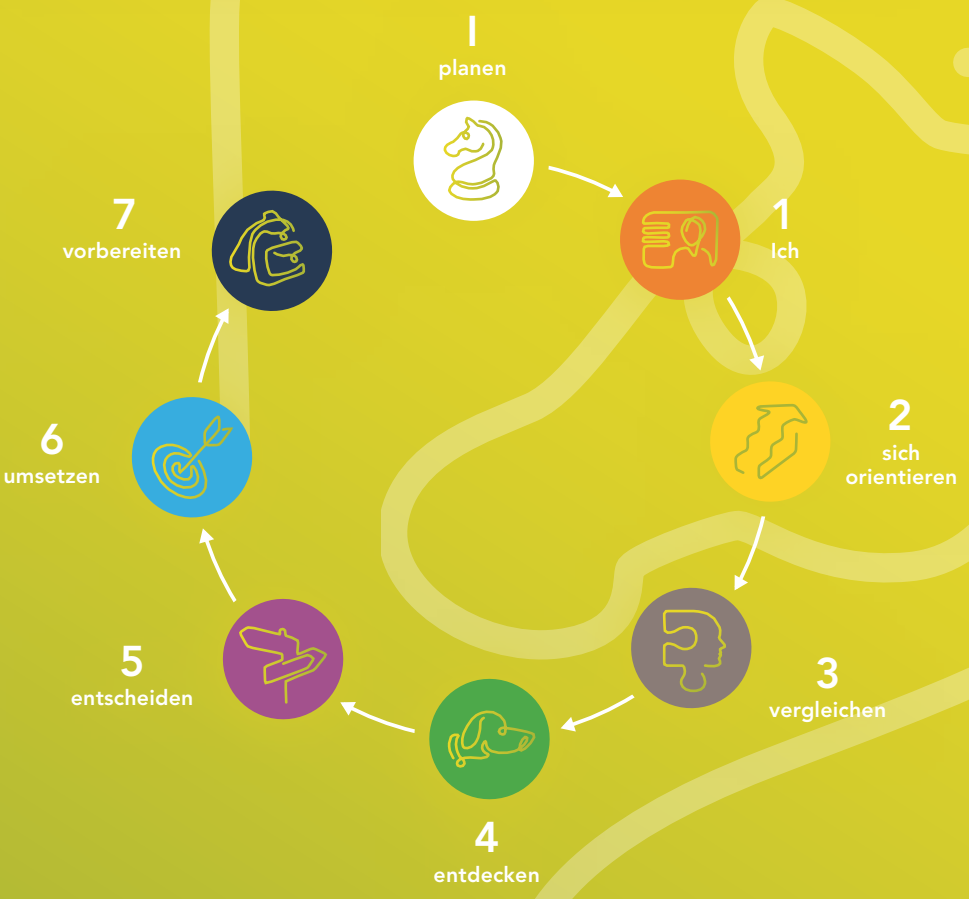 I
planen
1
Ich
2
sich
orientieren
3
vergleichen
4
entdecken
5
entscheiden
6
umsetzen
7
vorbereiten